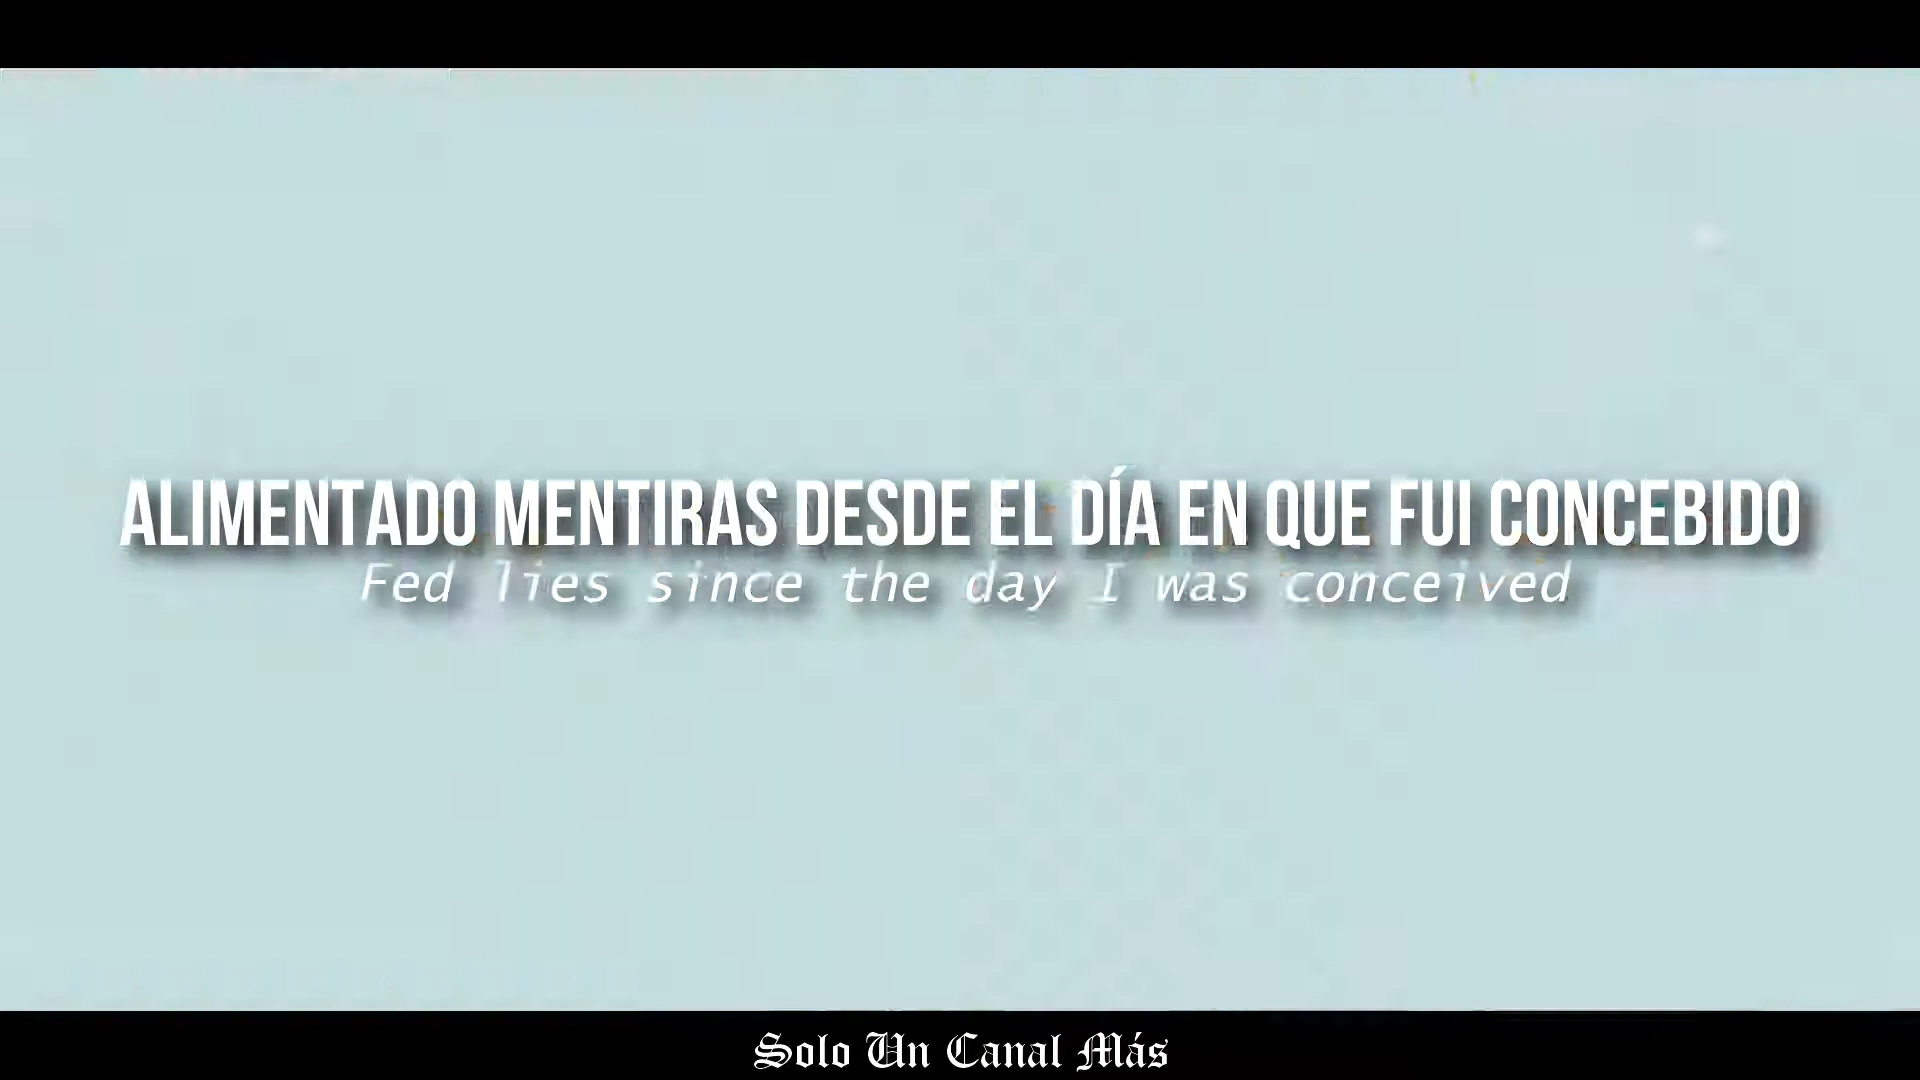 ALIMENTADO MENTIRAS DESDE EL DÍA EN QUE FUI CONCEBIDO
Fed lies since the day I was conceived
Solo Un Canal Más